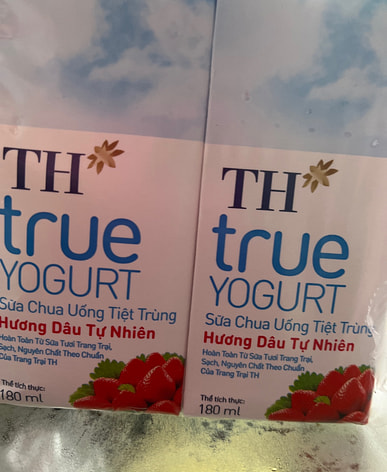 TH
true
YOGURT
Sữa Chua Uống Tiệt Trùng
Hương Dâu Tự Nhiên
Hoàn Toàn Từ Sữa Tươi Trang Trại,
Sạch, Nguyên Chất Theo Chuẩn
Của Trang Trại TH
Thể tích thực:
180 ml
TH
true
YOGURT
Sữa Chua Uống Tiệt Trùng
Hương Dâu Tự Nhiên
Hoàn Toàn Từ Sữa Tươi Trang Trại,
Sạch, Nguyên Chất Theo Chuẩn
Của Trang Trại TH
Thể tích thực:
180 ml